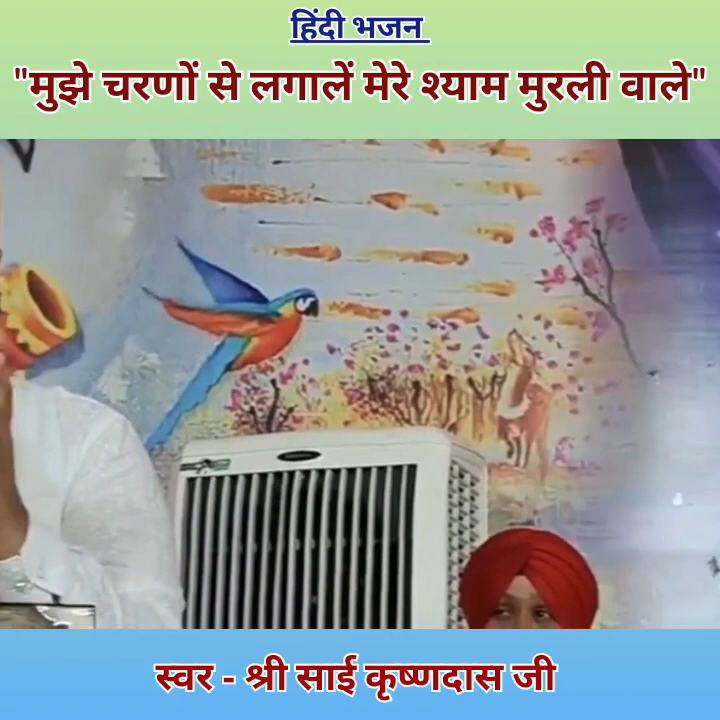 हिंदी भजन
"मुझे चरणों से लगालें मेरे श्याम मुरली वाले"
स्वर - श्री साई कृष्णदास जी